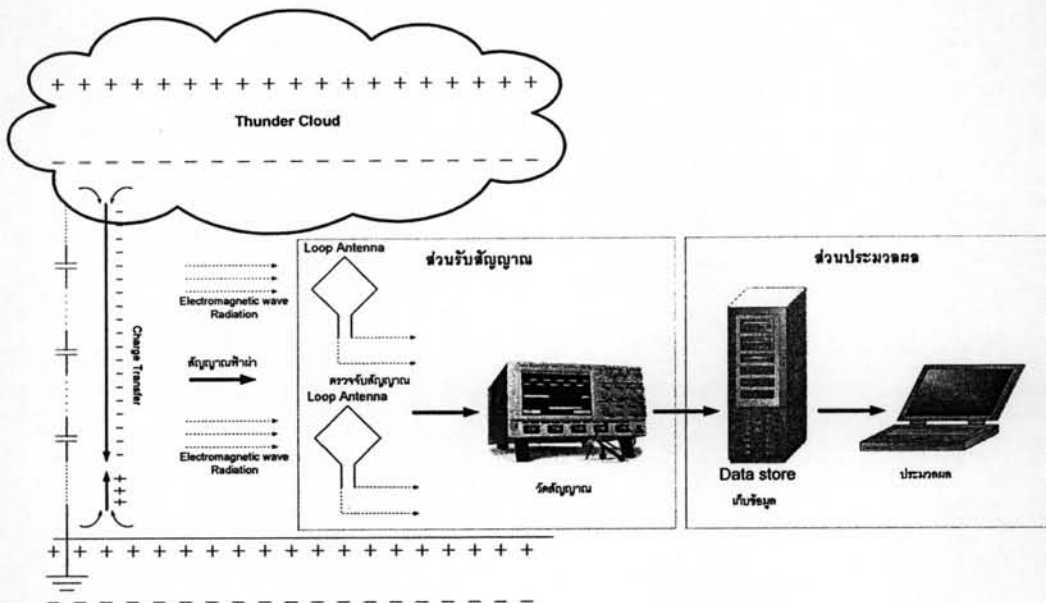 + + + + + + + + + + + + + + + + + +
Thunder Cloud
Charge Transfer
Electromagnetic wave
Radiation
สัญญาณฟ้าผ่า
Electromagnetic wave
Radiation
ส่วนรับสัญญาณ
Loop Antenna
ตรวจจับสัญญาณ
Loop Antenna
วัดสัญญาณ
ส่วนประมวลผล
Data store
เก็บข้อมูล
ประมวลผล
+ + + + + + + + + + + + + + + + + +